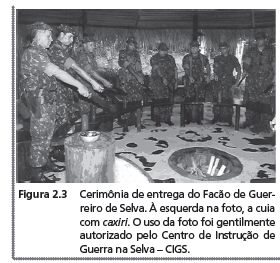 Figura 2.3 Cerimônia de entrega do Facão de Guer-
reiro de Selva. À esquerda na foto, a cuia
com caxiri. O uso da foto foi gentilmente
autorizado pelo Centro de Instrução de
Guerra na Selva – CIGS.